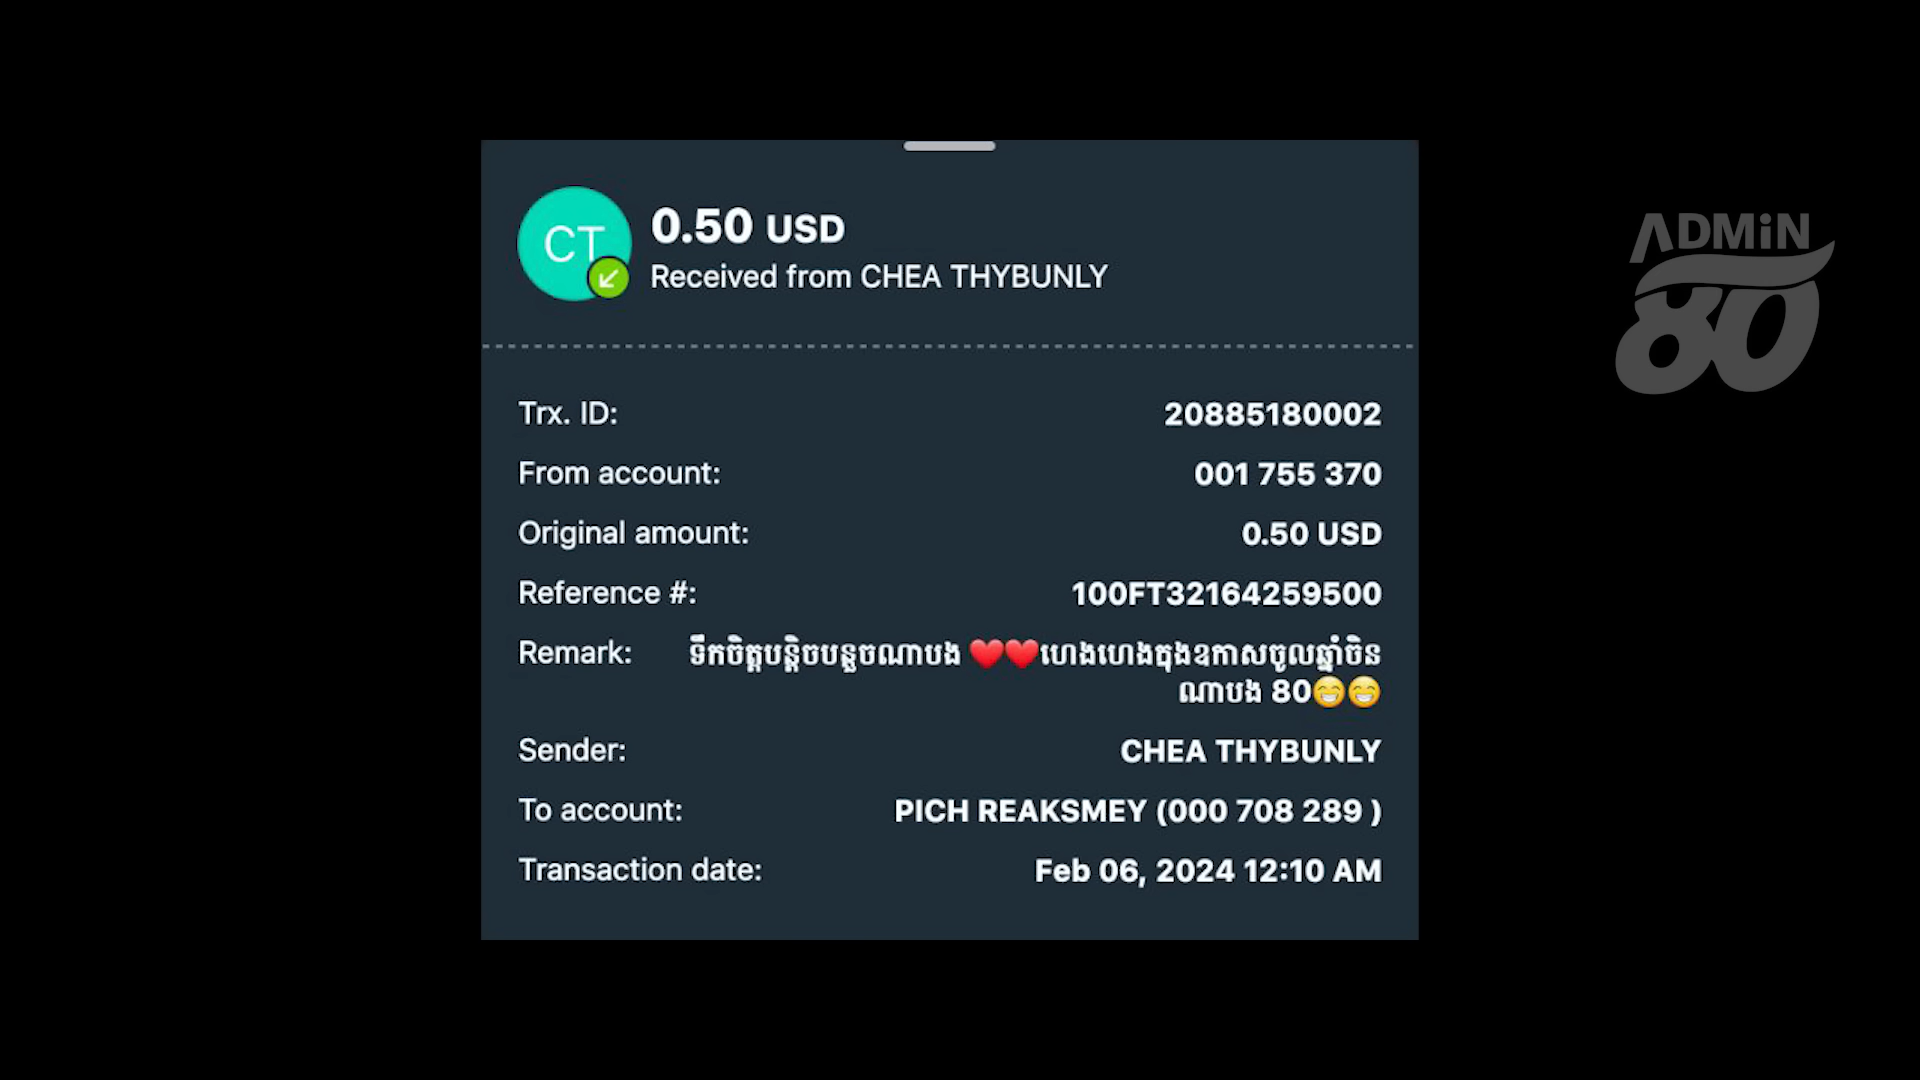 ADMiN
80
CT
0.50 USD
Received from CHEA THYBUNLY
Trx. ID: 20885180002
From account: 001 755 370
Original amount: 0.50 USD
Reference #: 100FT32164259500
Remark: ទឹកចិត្តបន្តិចបន្តួចណាបង ❤️❤️ហេងហេងក្នុងឧកាសចូលឆ្នាំចិន
ណាបង 80😁😁
Sender: CHEA THYBUNLY
To account: PICH REAKSMEY (000 708 289 )
Transaction date: Feb 06, 2024 12:10 AM